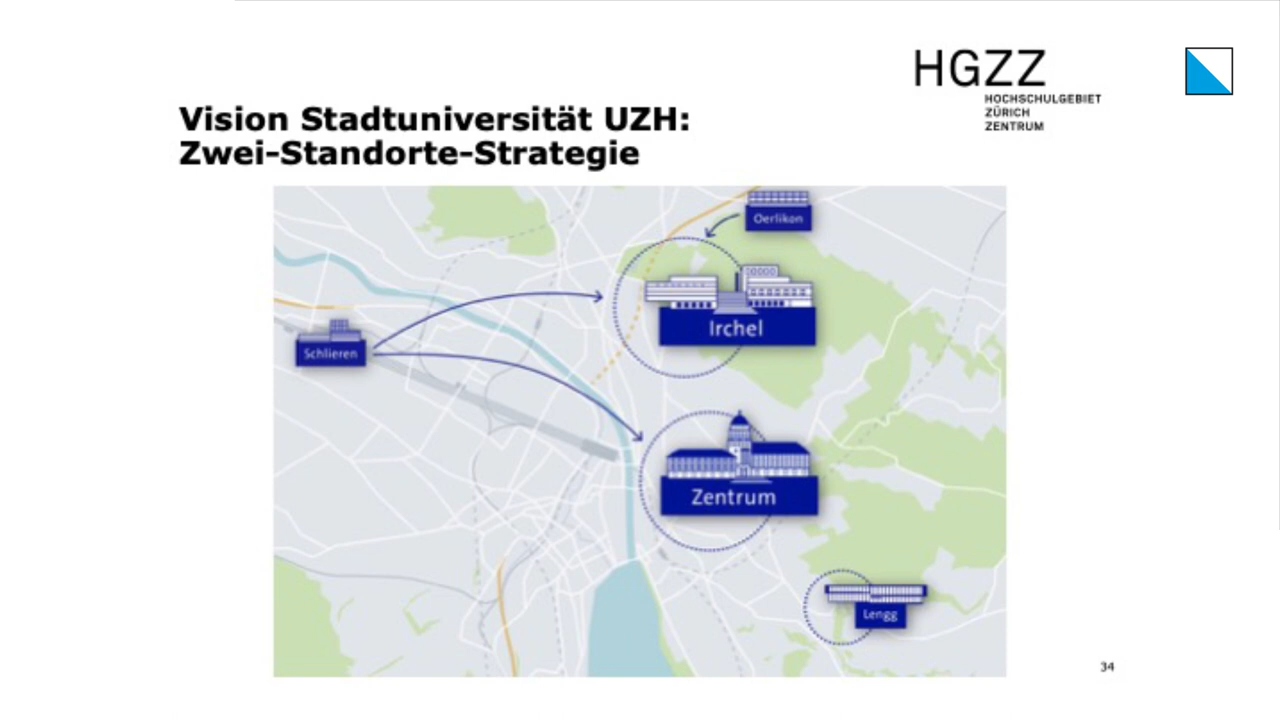 HGZZ
HOCHSCHULGEBIET
ZÜRICH
ZENTRUM
Vision Stadtuniversität UZH:
Zwei-Standorte-Strategie
Oerlikon
Irchel
Schlieren
Zentrum
Lengg
34